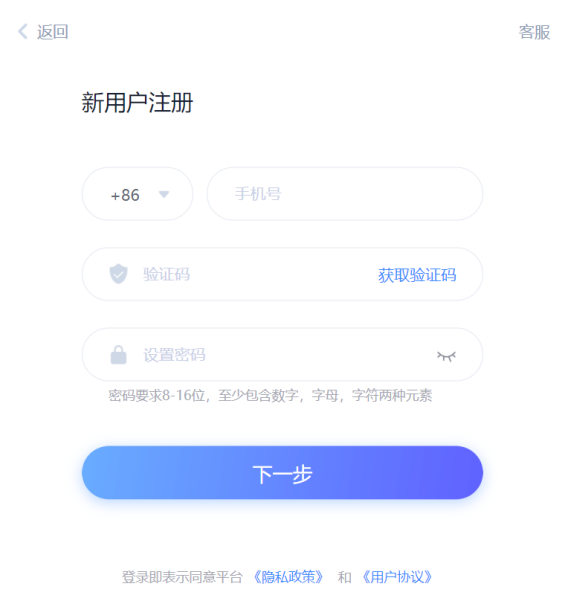 返回 客服
新用户注册
+86 手机号
验证码 获取验证码
设置密码
密码要求8-16位，至少包含数字，字母，字符两种元素
下一步
登录即表示同意平台《隐私政策》 和《用户协议》